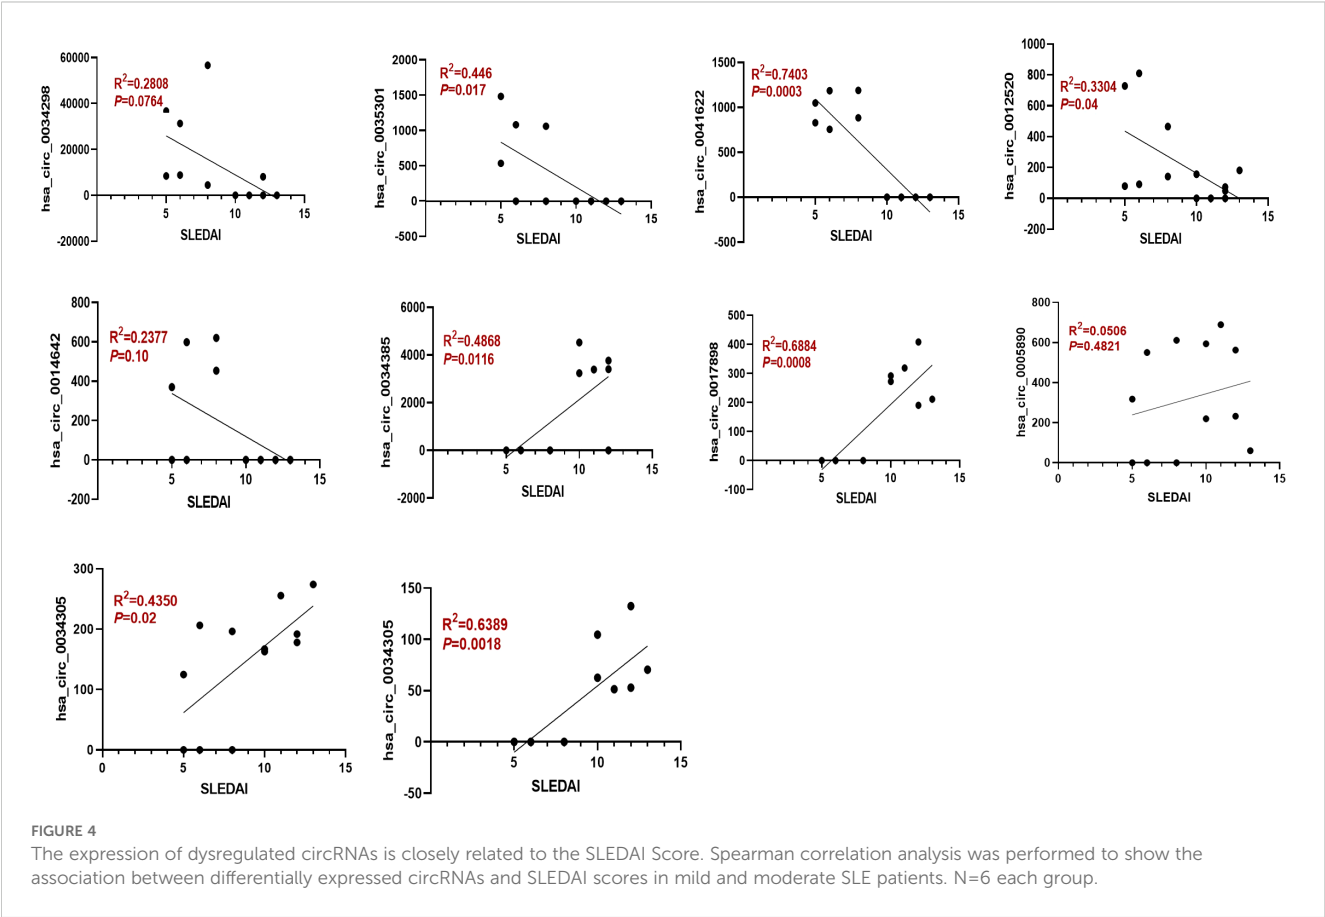 hsa_circ_0034298
60000
40000
20000
0
-20000
R²=0.2808
P=0.0764
5
10
15
SLEDAI
hsa_circ_0035301
2000
1500
1000
500
0
-500
R²=0.446
P=0.017
5
10
15
SLEDAI
hsa_circ_0041622
1500
1000
500
0
-500
R²=0.7403
P=0.0003
5
10
15
SLEDAI
hsa_circ_0012520
1000
800
600
400
200
0
-200
R²=0.3304
P=0.04
5
10
15
SLEDAI
hsa_circ_0014642
800
600
400
200
0
-200
R²=0.2377
P=0.10
5
10
15
SLEDAI
hsa_circ_0034385
6000
4000
2000
0
-2000
R²=0.4868
P=0.0116
5
10
15
SLEDAI
hsa_circ_0017898
500
400
300
200
100
0
-100
R²=0.6884
P=0.0008
5
10
15
SLEDAI
hsa_circ_0005890
800
600
400
200
0
R²=0.0506
P=0.4821
0
5
10
15
SLEDAI
hsa_circ_0034305
300
200
100
0
R²=0.4350
P=0.02
0
5
10
15
SLEDAI
hsa_circ_0034305
150
100
50
0
-50
R²=0.6389
P=0.0018
5
10
15
SLEDAI
FIGURE 4
The expression of dysregulated circRNAs is closely related to the SLEDAI Score. Spearman correlation analysis was performed to show the
association between differentially expressed circRNAs and SLEDAI scores in mild and moderate SLE patients. N=6 each group.